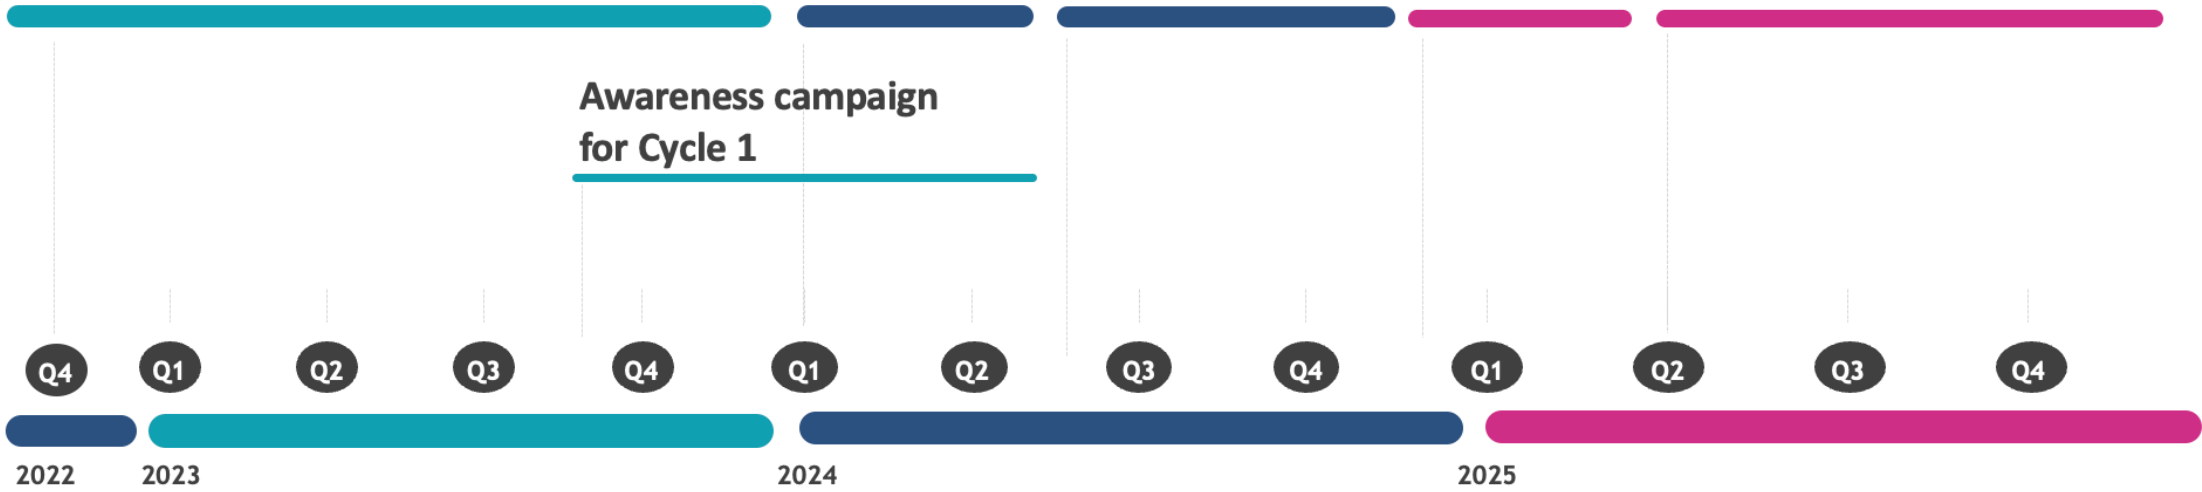 Awareness campaign
for Cycle 1
Q4 Q1 Q2 Q3 Q4 Q1 Q2 Q3 Q4 Q1 Q2 Q3 Q4
2022 2023 2024 2025